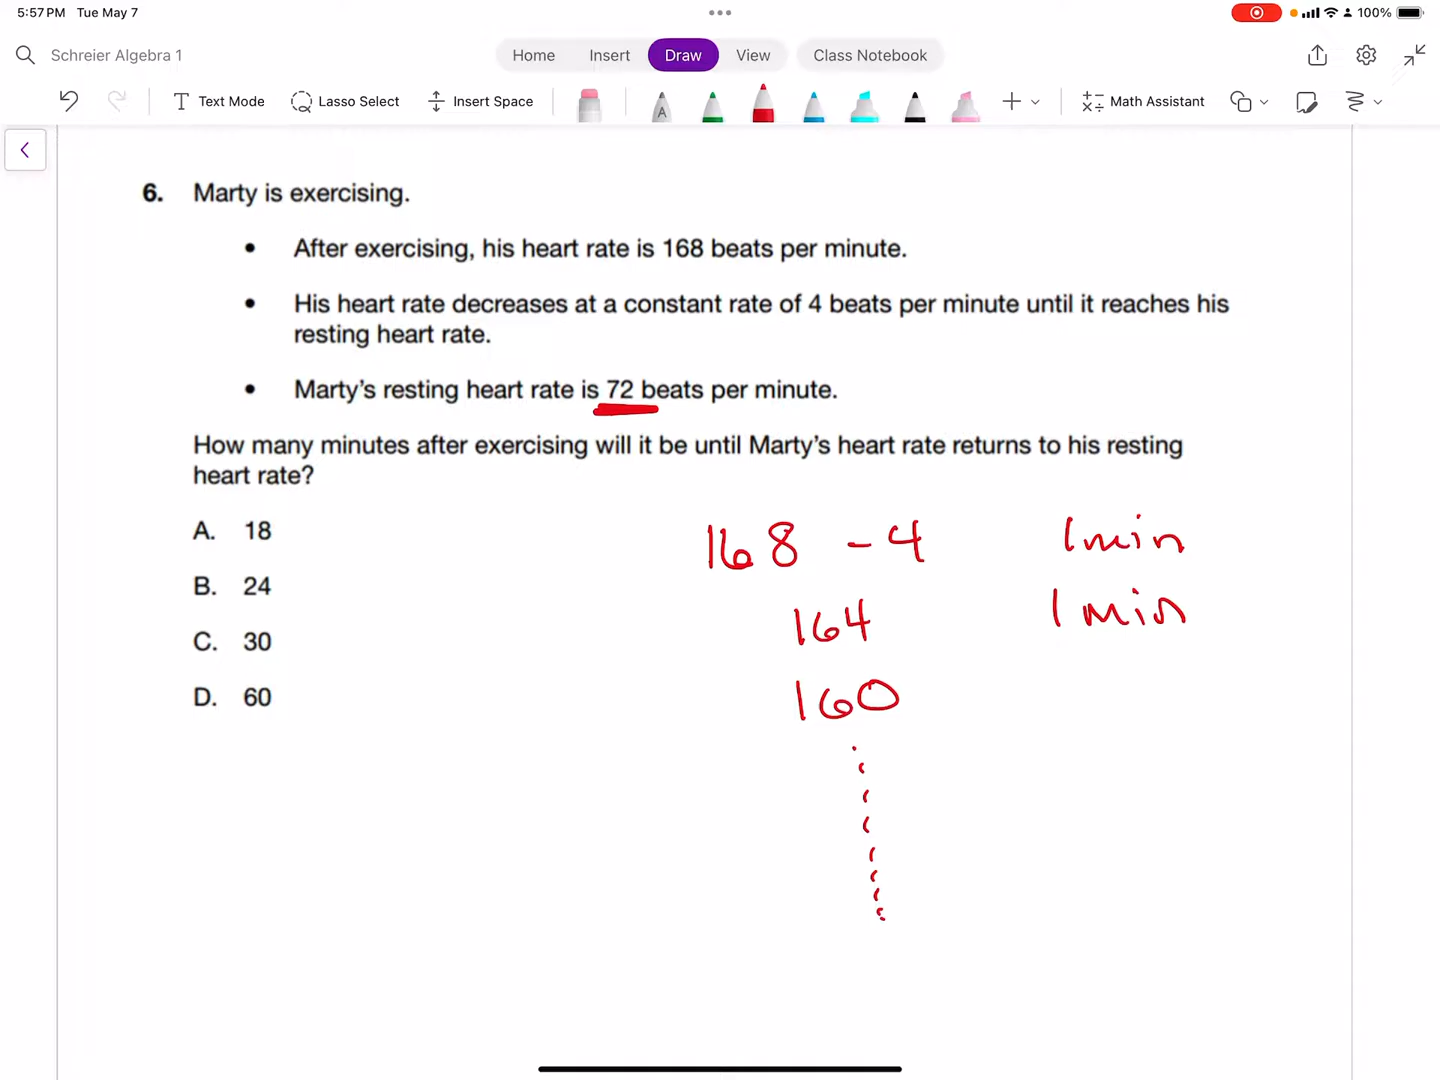 5:57 PM Tue May 7 100%
Schreier Algebra 1 Home Insert Draw View Class Notebook
Text Mode Lasso Select Insert Space A Math Assistant
6. Marty is exercising.
• After exercising, his heart rate is 168 beats per minute.
• His heart rate decreases at a constant rate of 4 beats per minute until it reaches his
resting heart rate.
• Marty's resting heart rate is 72 beats per minute.
How many minutes after exercising will it be until Marty's heart rate returns to his resting
heart rate?
A. 18
B. 24
C. 30
D. 60
168 - 4 1 min
164 1 min
160